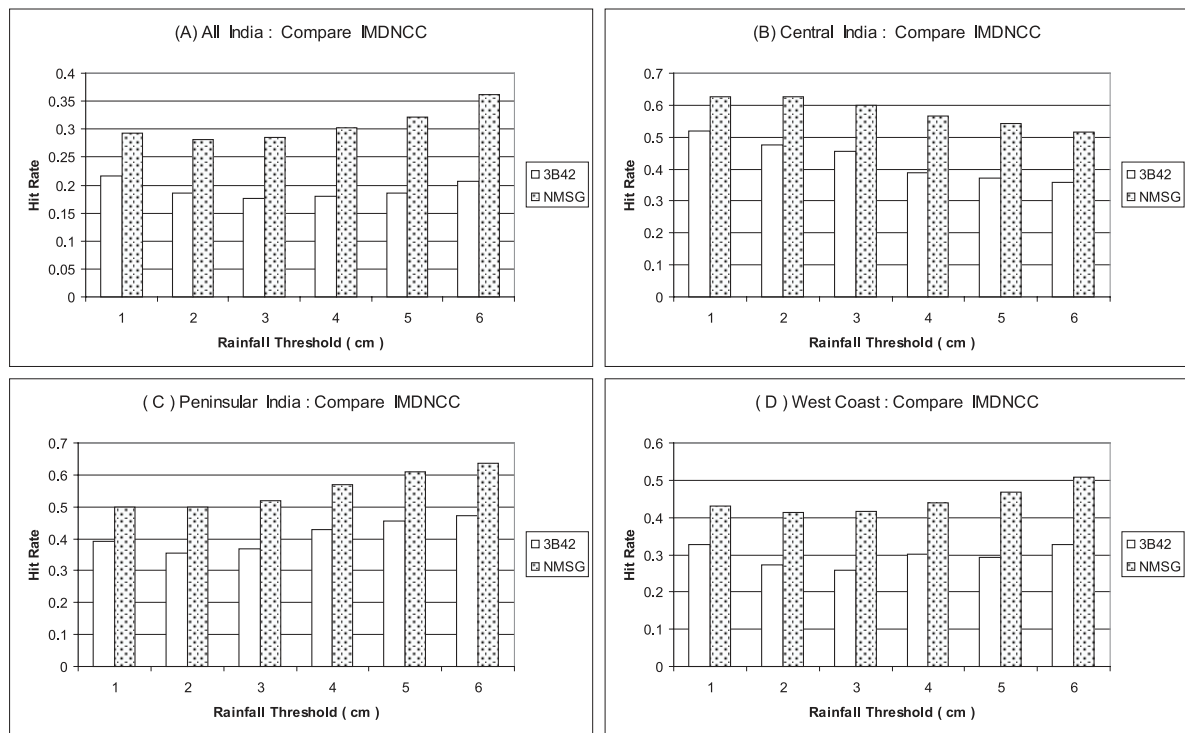 (A) All India : Compare IMDNCC
0.4
0.35
0.3
0.25
0.2
0.15
0.1
0.05
0
Hit Rate
1 2 3 4 5 6
Rainfall Threshold ( cm )
3B42
NMSG
(B) Central India : Compare IMDNCC
0.7
0.6
0.5
0.4
0.3
0.2
0.1
0
Hit Rate
1 2 3 4 5 6
Rainfall Threshold ( cm )
3B42
NMSG
( C ) Peninsular India : Compare IMDNCC
0.7
0.6
0.5
0.4
0.3
0.2
0.1
0
Hit Rate
1 2 3 4 5 6
Rainfall Threshold ( cm )
3B42
NMSG
( D ) West Coast : Compare IMDNCC
0.6
0.5
0.4
0.3
0.2
0.1
0
Hit Rate
1 2 3 4 5 6
Rainfall Threshold ( cm )
3B42
NMSG